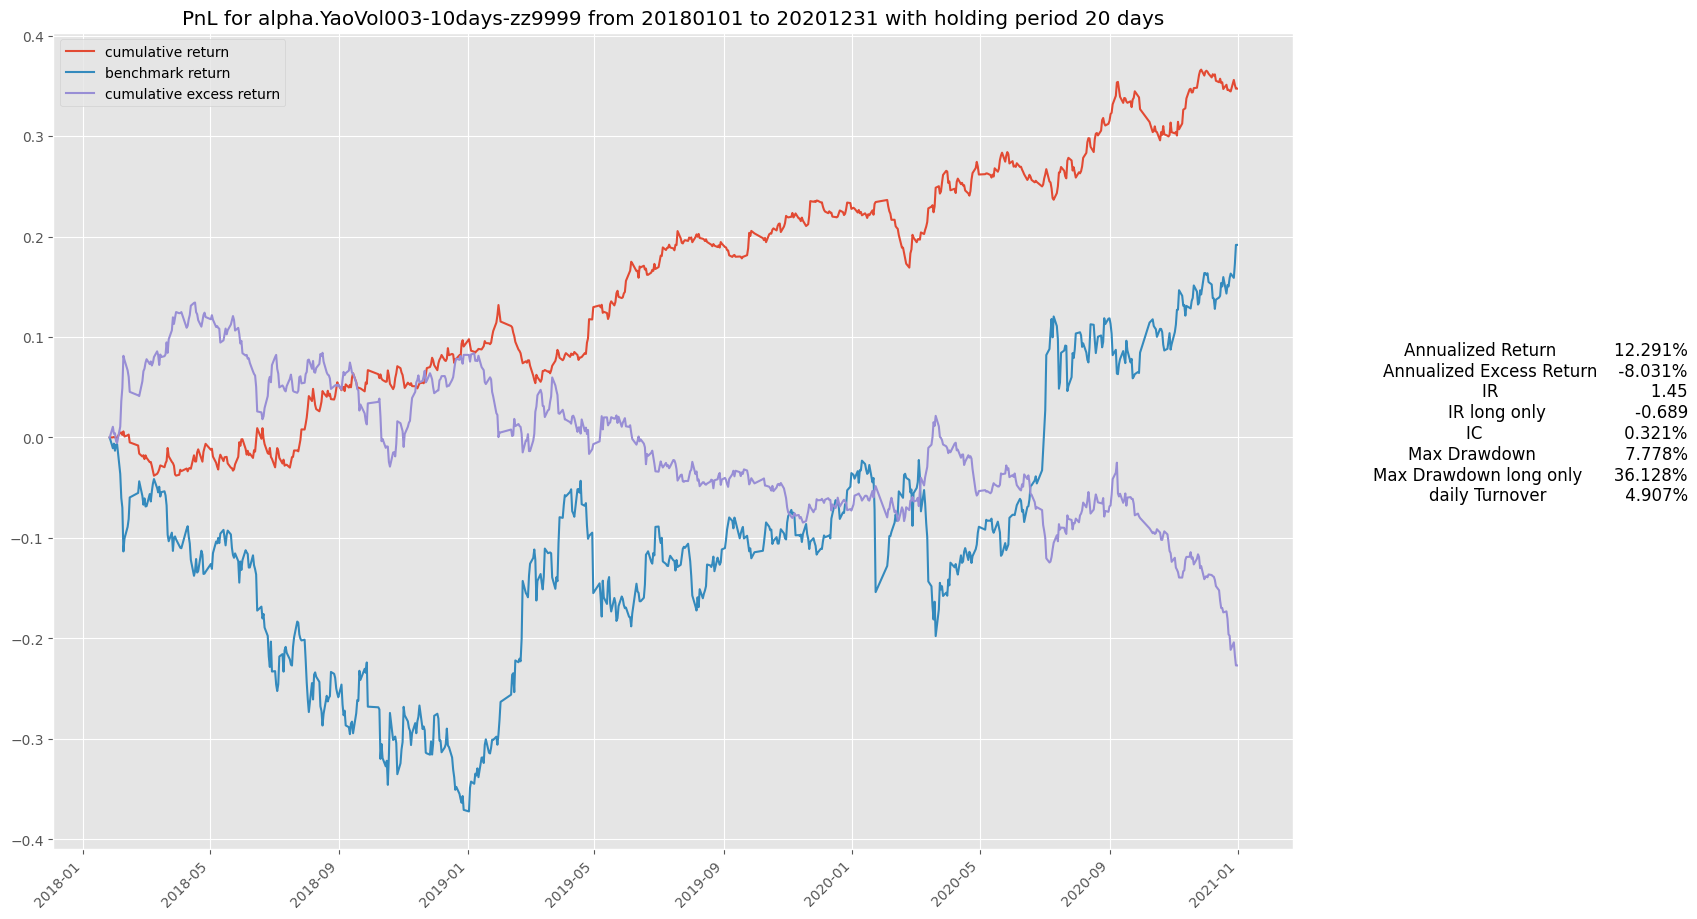 PnL for alpha.YaoVol003-10days-zz9999 from 20180101 to 20201231 with holding period 20 days
cumulative return
benchmark return
cumulative excess return
0.4
0.3
0.2
0.1
0.0
−0.1
−0.2
−0.3
−0.4
2018-01
2018-05
2018-09
2019-01
2019-05
2019-09
2020-01
2020-05
2020-09
2021-01
Annualized Return 12.291%
Annualized Excess Return -8.031%
IR 1.45
IR long only -0.689
IC 0.321%
Max Drawdown 7.778%
Max Drawdown long only 36.128%
daily Turnover 4.907%